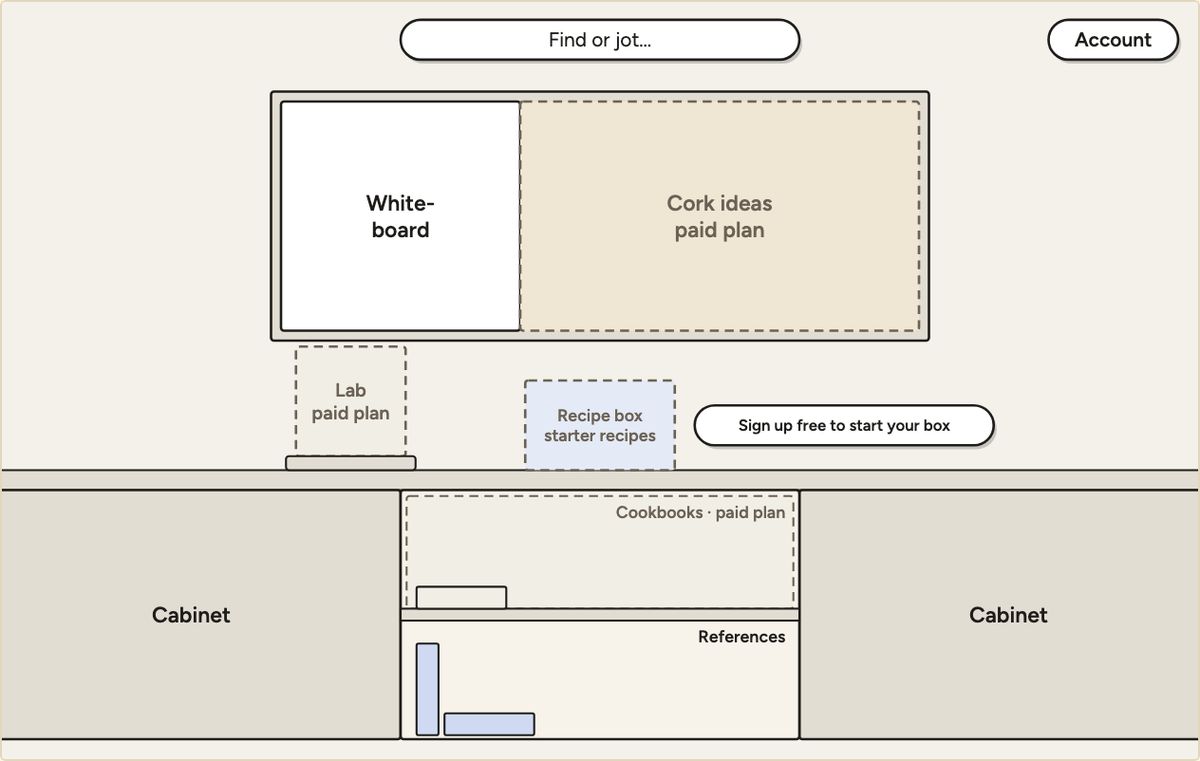 Find or jot...
Account
White-
board
Cork ideas
paid plan
Lab
paid plan
Recipe box
starter recipes
Sign up free to start your box
Cookbooks · paid plan
Cabinet
Cabinet
References